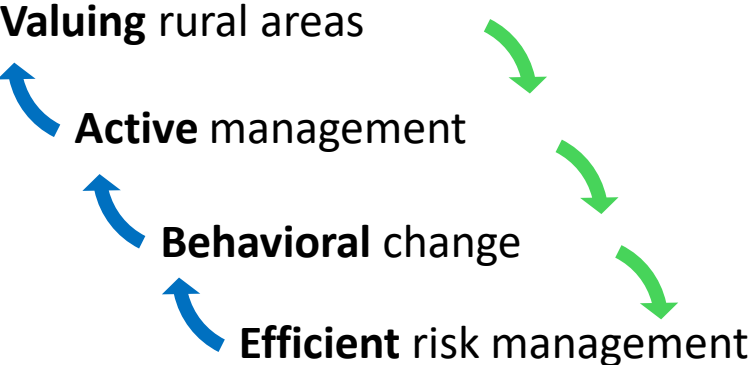 Valuing rural areas
Active management
Behavioral change
Efficient risk management